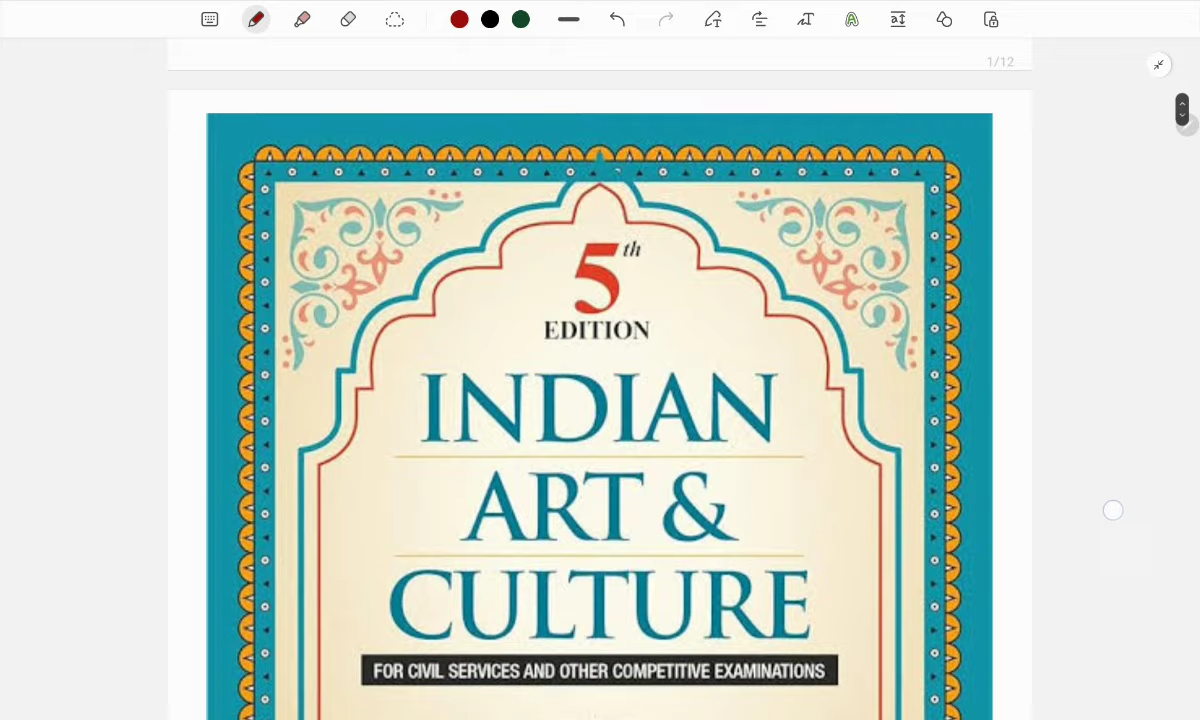 1/12
5th
EDITION
INDIAN
ART &
CULTURE
FOR CIVIL SERVICES AND OTHER COMPETITIVE EXAMINATIONS